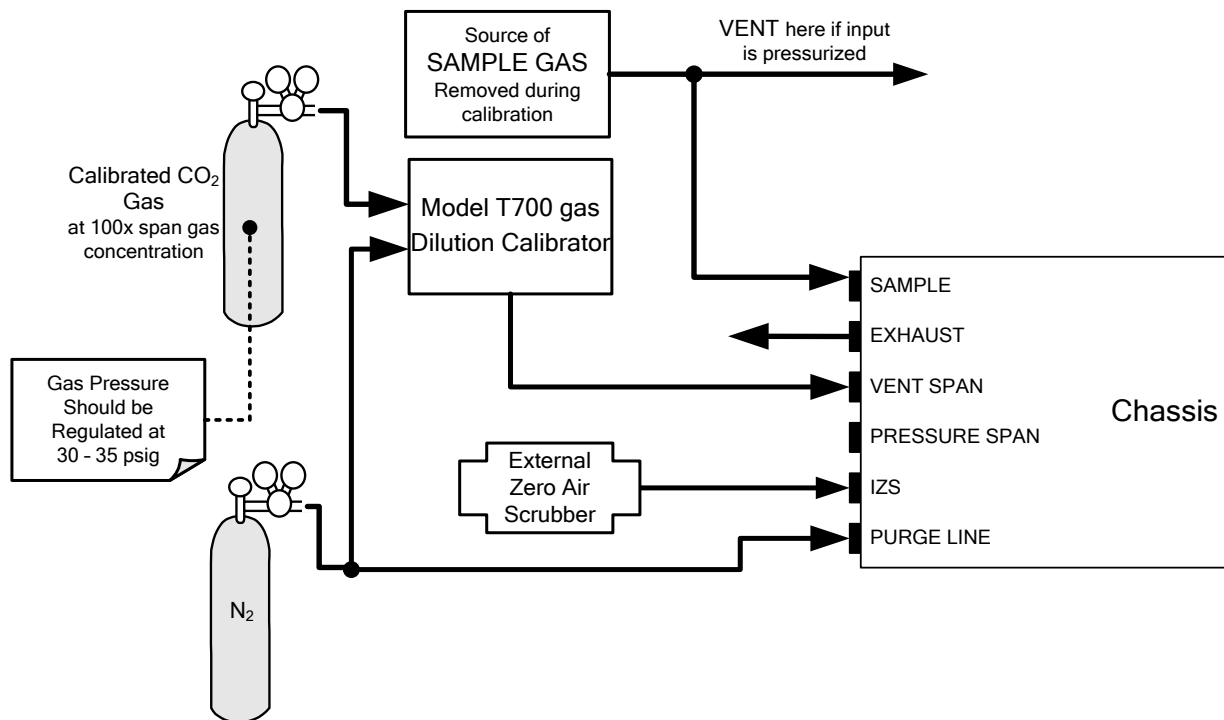 Source of
SAMPLE GAS
Removed during
calibration
VENT here if input
is pressurized
Calibrated CO₂
Gas
at 100x span gas
concentration
Model T700 gas
Dilution Calibrator
Gas Pressure
Should be
Regulated at
30 – 35 psig
SAMPLE
EXHAUST
VENT SPAN
PRESSURE SPAN
IZS
PURGE LINE
Chassis
External
Zero Air
Scrubber
N₂